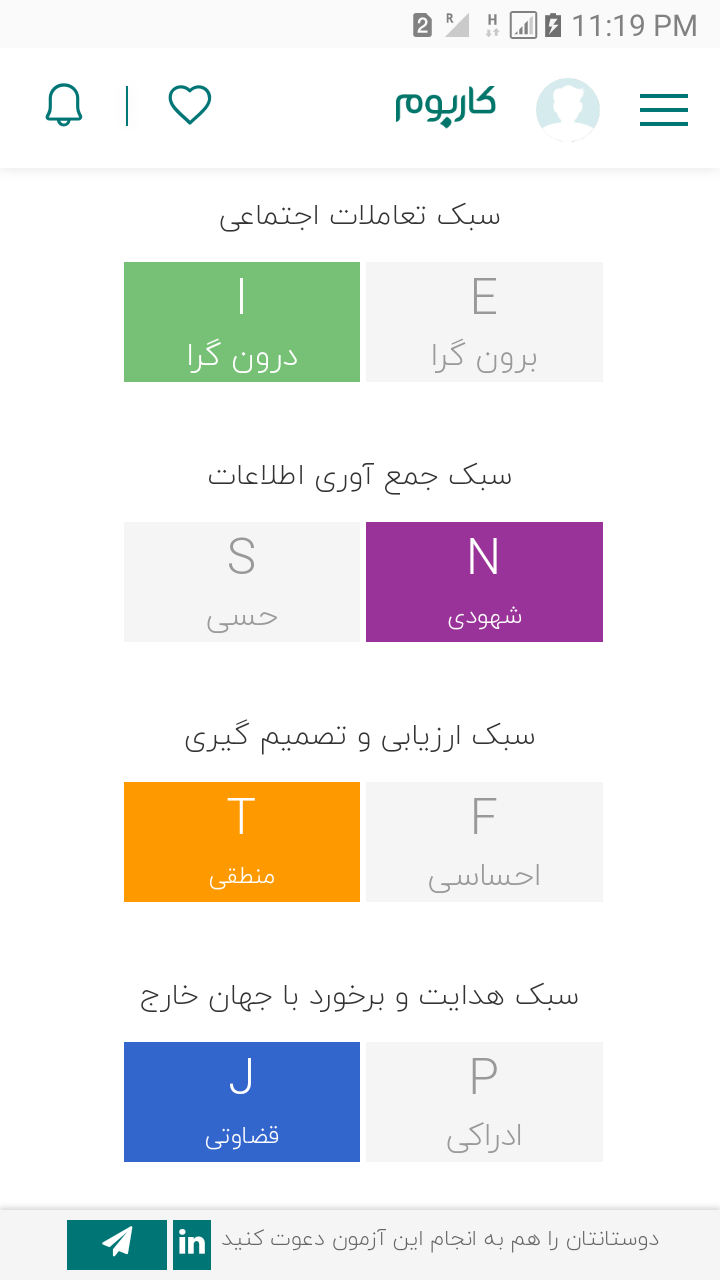 2 R H 11:19 PM
کاربوم
سبک تعاملات اجتماعی
E I
برون گرا درون گرا
سبک جمع آوری اطلاعات
N S
شهودی حسی
سبک ارزیابی و تصمیم گیری
F T
احساسی منطقی
سبک هدایت و برخورد با جهان خارج
P J
ادراکی قضاوتی
دوستانتان را هم به انجام این آزمون دعوت کنید in